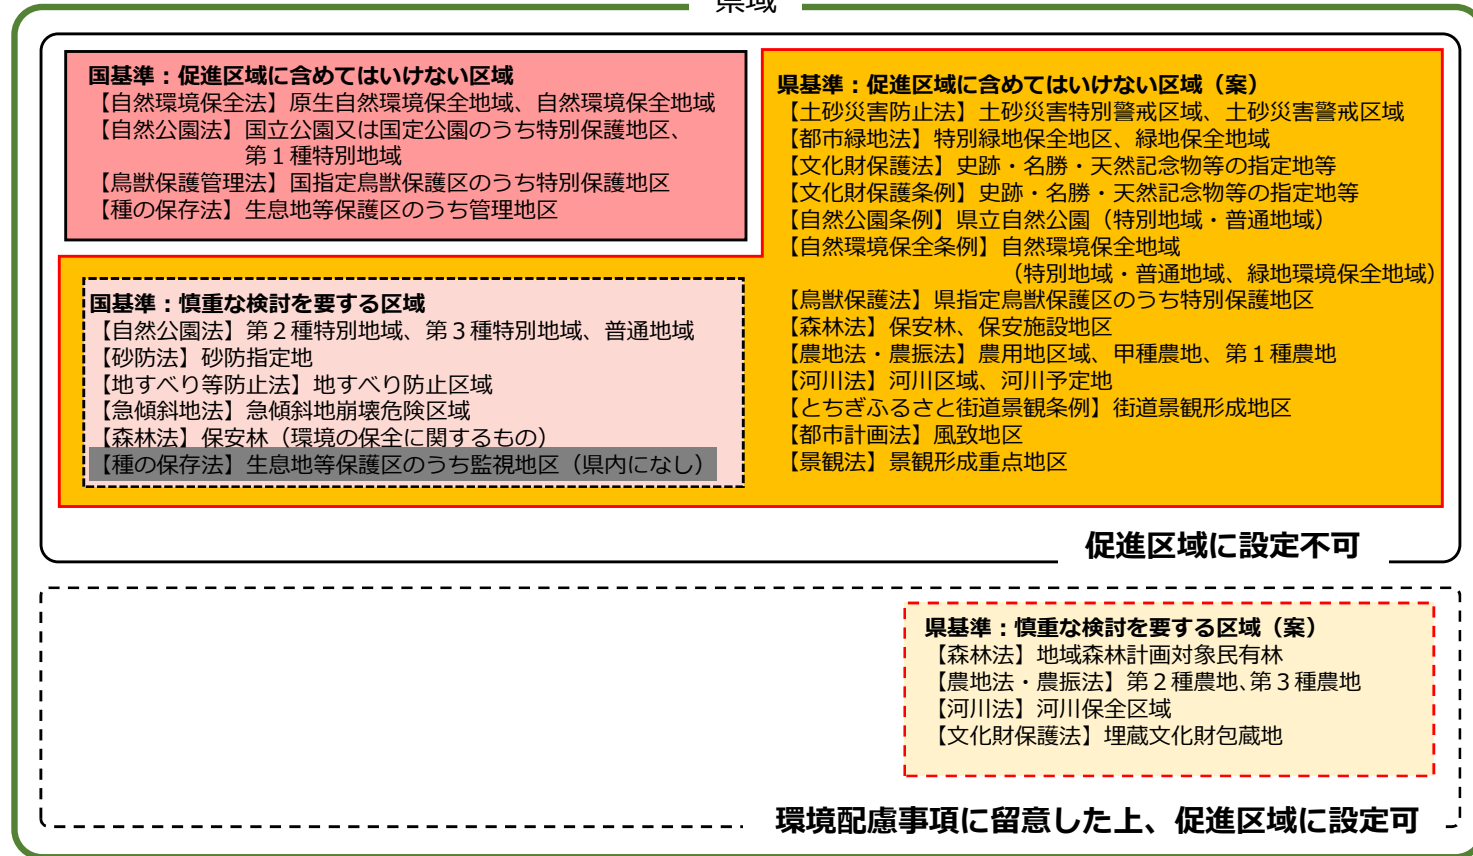 県域
国基準：促進区域に含めてはいけない区域
【自然環境保全法】原生自然環境保全地域、自然環境保全地域
【自然公園法】国立公園又は国定公園のうち特別保護地区、
第１種特別地域
【鳥獣保護管理法】国指定鳥獣保護区のうち特別保護地区
【種の保存法】生息地等保護区のうち管理地区
国基準：慎重な検討を要する区域
【自然公園法】第２種特別地域、第３種特別地域、普通地域
【砂防法】砂防指定地
【地すべり等防止法】地すべり防止区域
【急傾斜地法】急傾斜地崩壊危険区域
【森林法】保安林（環境の保全に関するもの）
【種の保存法】生息地等保護区のうち監視地区（県内になし）
県基準：促進区域に含めてはいけない区域（案）
【土砂災害防止法】土砂災害特別警戒区域、土砂災害警戒区域
【都市緑地法】特別緑地保全地区、緑地保全地域
【文化財保護法】史跡・名勝・天然記念物等の指定地等
【文化財保護条例】史跡・名勝・天然記念物等の指定地等
【自然公園条例】県立自然公園（特別地域・普通地域）
【自然環境保全条例】自然環境保全地域
（特別地域・普通地域、緑地環境保全地域）
【鳥獣保護法】県指定鳥獣保護区のうち特別保護地区
【森林法】保安林、保安施設地区
【農地法・農振法】農用地区域、甲種農地、第１種農地
【河川法】河川区域、河川予定地
【とちぎふるさと街道景観条例】街道景観形成地区
【都市計画法】風致地区
【景観法】景観形成重点地区
促進区域に設定不可
県基準：慎重な検討を要する区域（案）
【森林法】地域森林計画対象民有林
【農地法・農振法】第２種農地、第３種農地
【河川法】河川保全区域
【文化財保護法】埋蔵文化財包蔵地
環境配慮事項に留意した上、促進区域に設定可